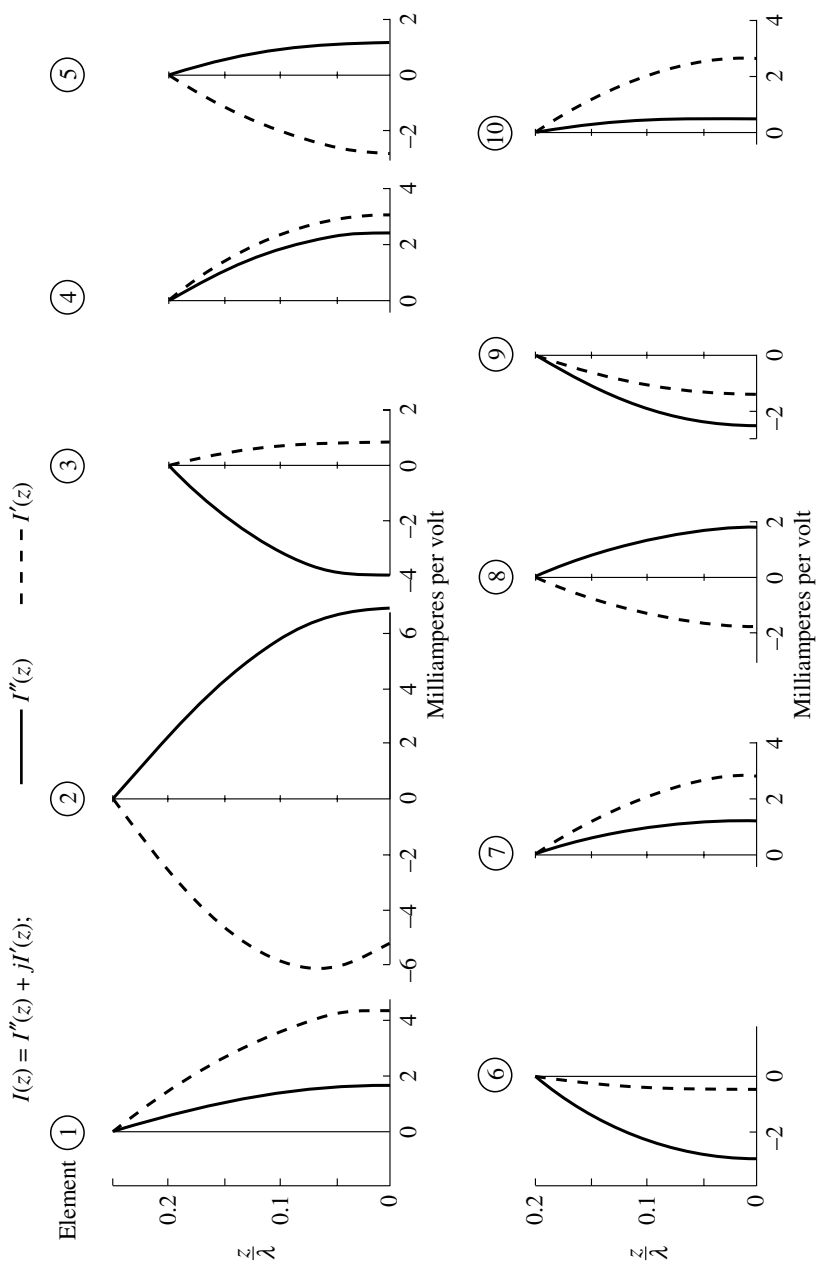 I(z) = I″(z) + jI′(z); I″(z) I′(z)
Element 1 2 3 4 5
z/λ
0.2
0.1
0
0 2 4
−6 −4 −2 0 2 4 6
−4 −2 0 2
0 2 4
−2 0 2
Milliamperes per volt
6 7 8 9 10
z/λ
0.2
0.1
0
−2 0
0 2 4
−2 0 2
−2 0
0 2 4
Milliamperes per volt